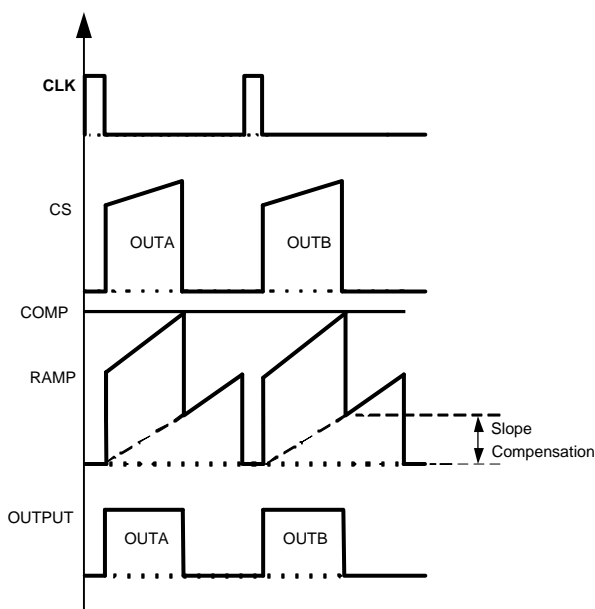 CLK
CS
OUTA
OUTB
COMP
RAMP
Slope
Compensation
OUTPUT
OUTA
OUTB